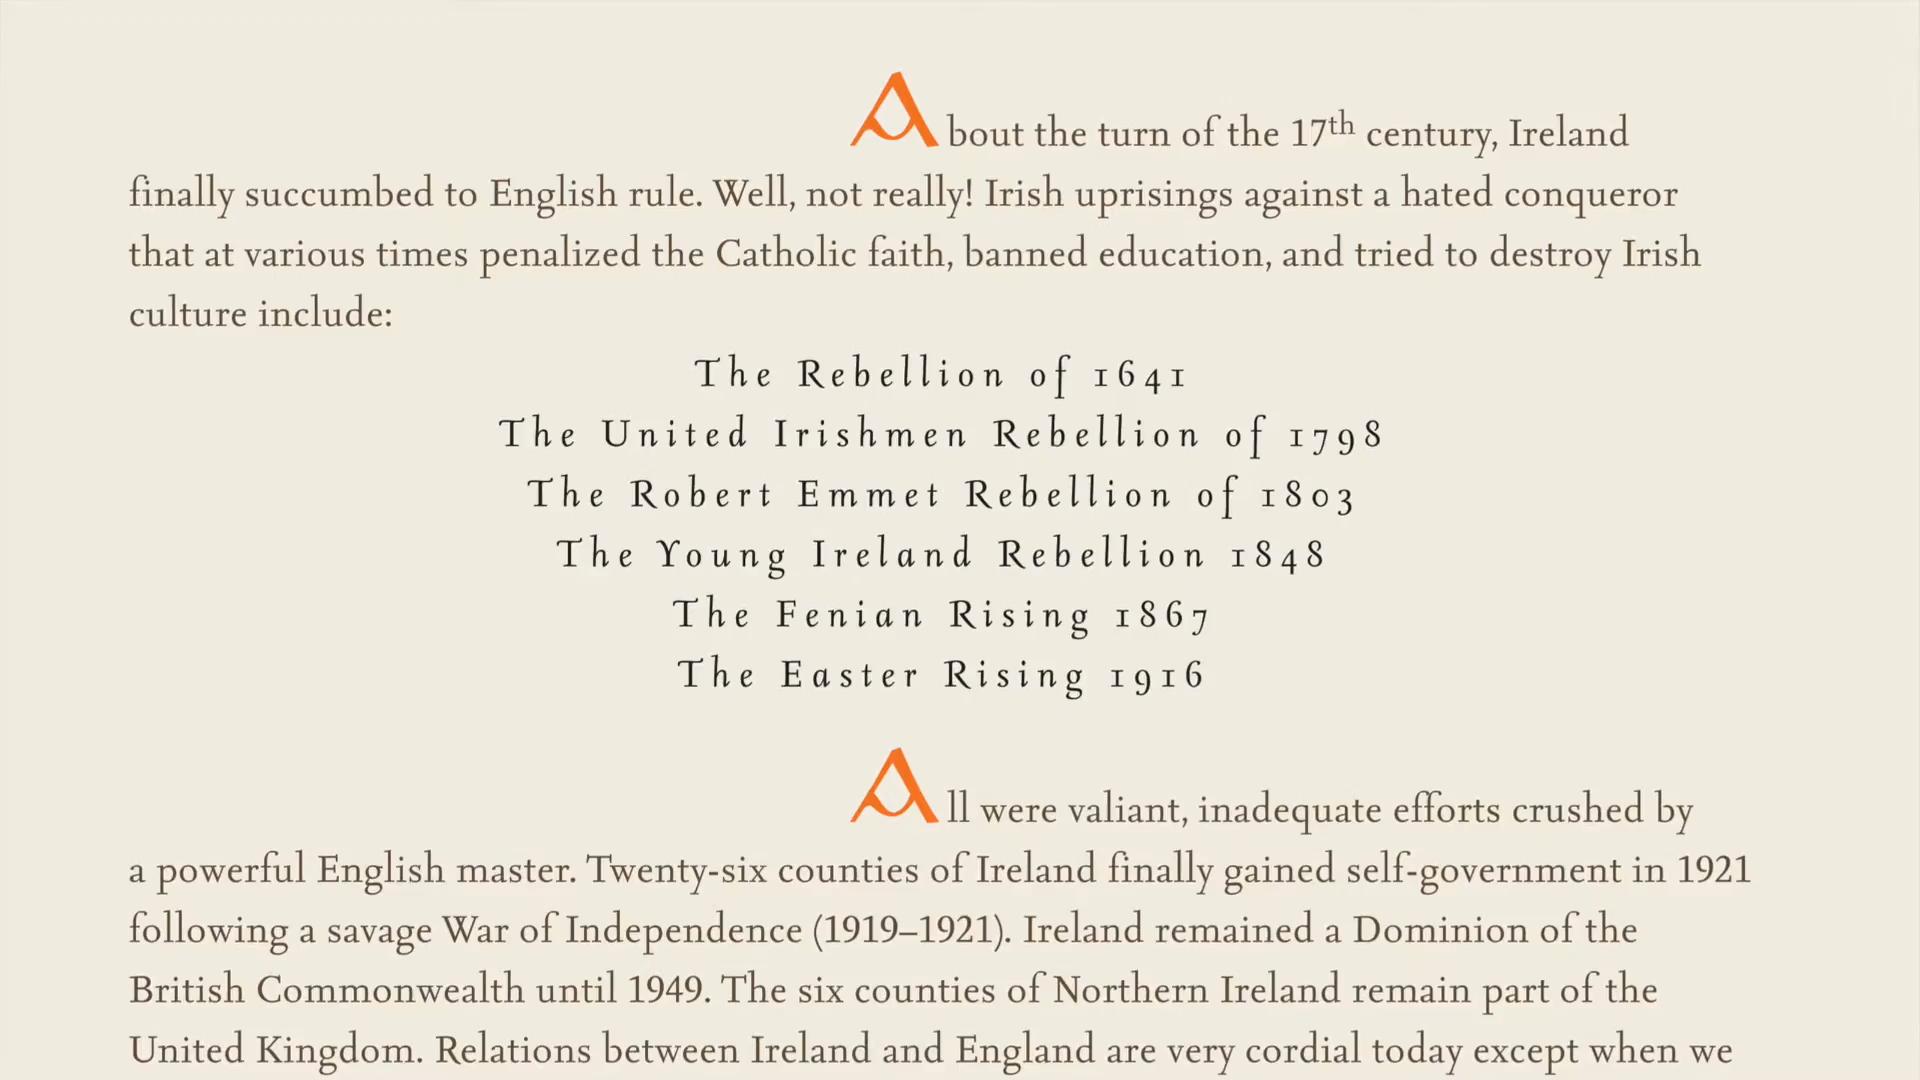 About the turn of the 17th century, Ireland
finally succumbed to English rule. Well, not really! Irish uprisings against a hated conqueror
that at various times penalized the Catholic faith, banned education, and tried to destroy Irish
culture include:
The Rebellion of 1641
The United Irishmen Rebellion of 1798
The Robert Emmet Rebellion of 1803
The Young Ireland Rebellion 1848
The Fenian Rising 1867
The Easter Rising 1916
All were valiant, inadequate efforts crushed by
a powerful English master. Twenty-six counties of Ireland finally gained self-government in 1921
following a savage War of Independence (1919–1921). Ireland remained a Dominion of the
British Commonwealth until 1949. The six counties of Northern Ireland remain part of the
United Kingdom. Relations between Ireland and England are very cordial today except when we